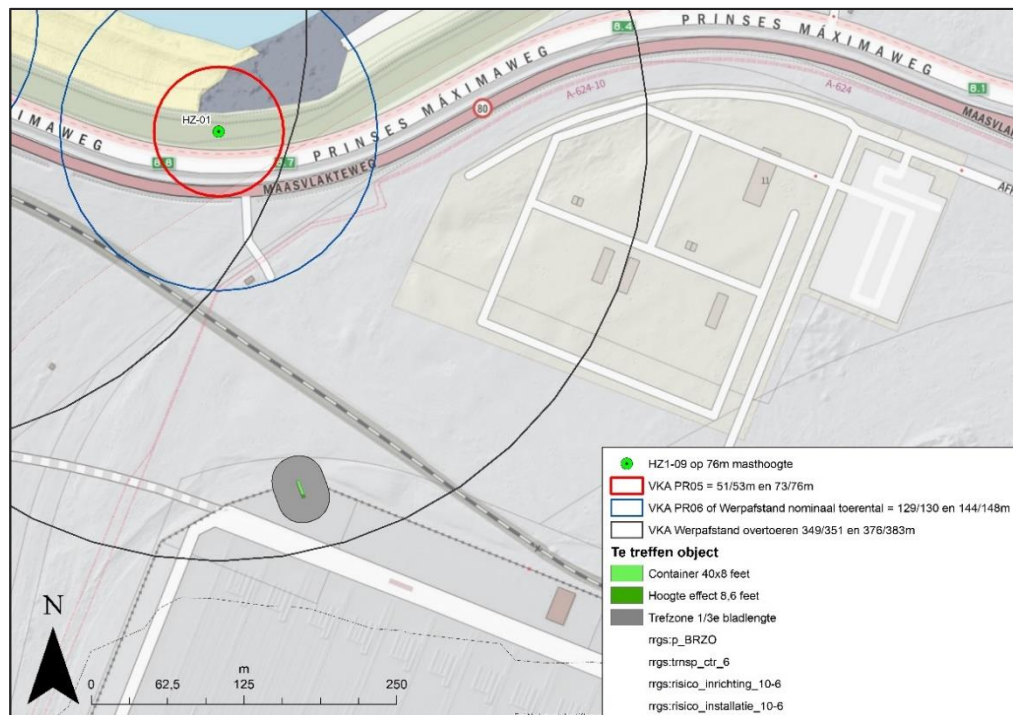 8.4
PRINSES MÁXIMAWEG
8.1
A-624-10
A-624
HZ-01
80
MAASVLAKTEWEG
PRINSES MÁXIMAWEG
IMAWEG
8.8
8.7
MAASVLAKTEWEG
11
HZ1-09 op 76m masthoogte
VKA PR05 = 51/53m en 73/76m
VKA PR06 of Werpafstand nominaal toerental = 129/130 en 144/148m
VKA Werpafstand overtoeren 349/351 en 376/383m
Te treffen object
Container 40x8 feet
Hoogte effect 8,6 feet
Trefzone 1/3e bladlengte
rrgs:p_BRZO
rrgs:trnsp_ctr_6
rrgs:risico_inrichting_10-6
rrgs:risico_installatie_10-6
N
m
0 62,5 125 250